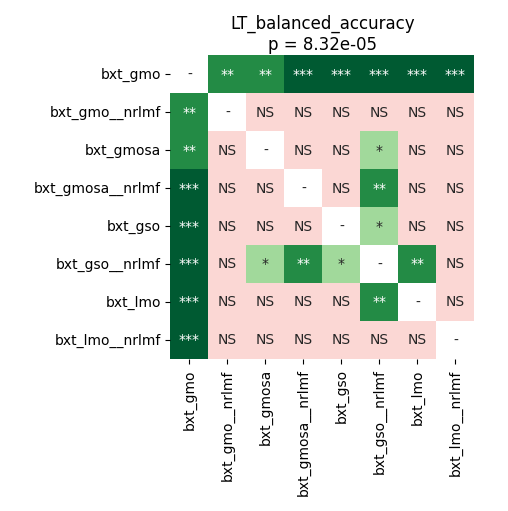 LT_balanced_accuracy
p = 8.32e-05
bxt_gmo - ** ** *** *** *** *** ***
bxt_gmo__nrlmf ** - NS NS NS NS NS NS
bxt_gmosa ** NS - NS NS * NS NS
bxt_gmosa__nrlmf *** NS NS - NS ** NS NS
bxt_gso *** NS NS NS - * NS NS
bxt_gso__nrlmf *** NS * ** * - ** NS
bxt_lmo *** NS NS NS NS ** - NS
bxt_lmo__nrlmf *** NS NS NS NS NS NS -
bxt_gmo
bxt_gmo__nrlmf
bxt_gmosa
bxt_gmosa__nrlmf
bxt_gso
bxt_gso__nrlmf
bxt_lmo
bxt_lmo__nrlmf